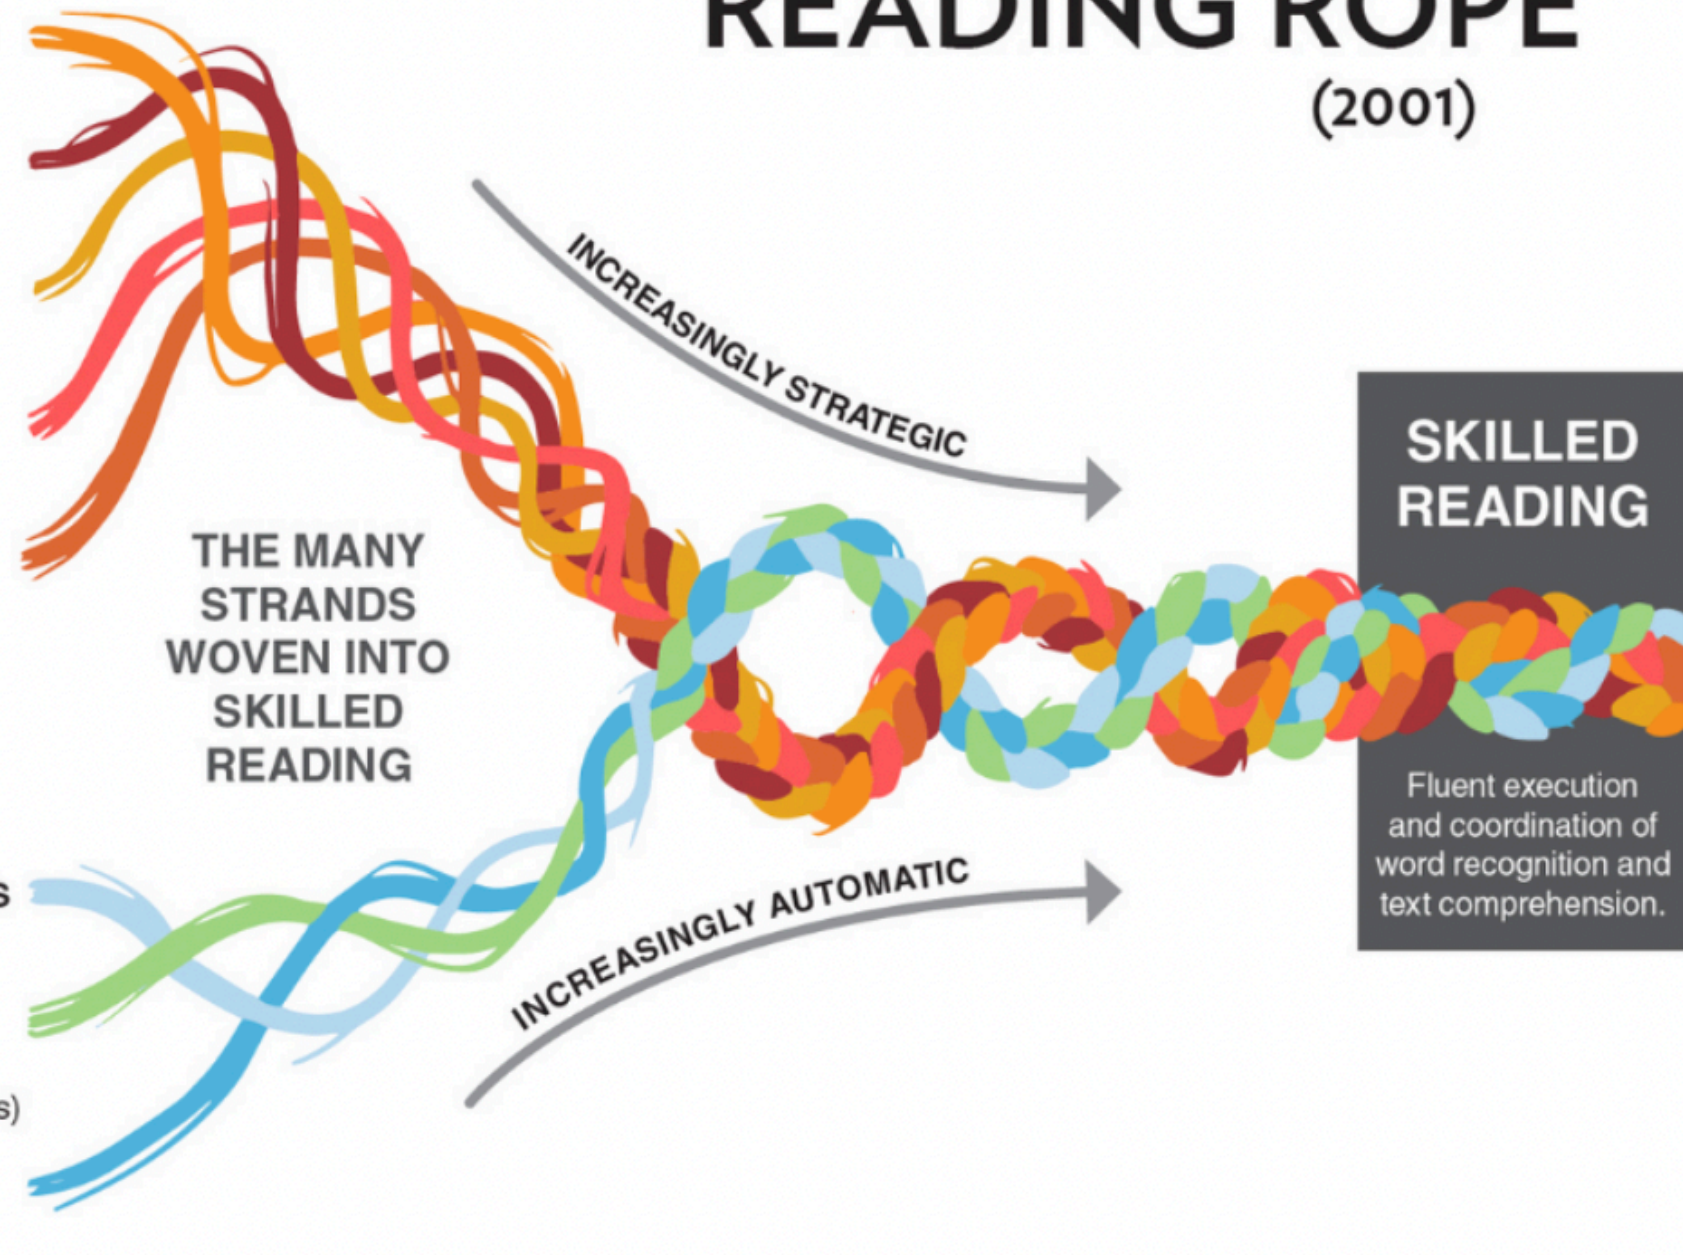 READING ROPE
(2001)
INCREASINGLY STRATEGIC
SKILLED
READING
THE MANY
STRANDS
WOVEN INTO
SKILLED
READING
Fluent execution
and coordination of
word recognition and
text comprehension.
INCREASINGLY AUTOMATIC
S
s)